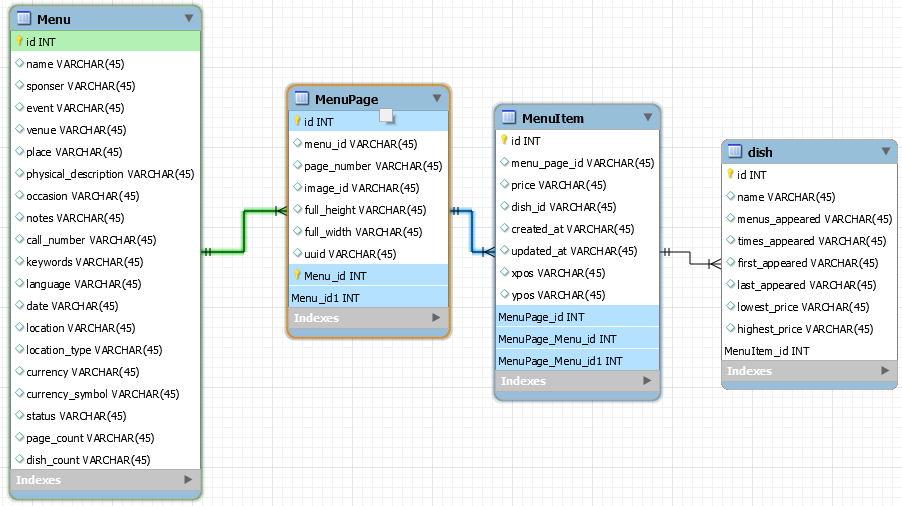 Menu
id INT
name VARCHAR(45)
sponser VARCHAR(45)
event VARCHAR(45)
venue VARCHAR(45)
place VARCHAR(45)
physical_description VARCHAR(45)
occasion VARCHAR(45)
notes VARCHAR(45)
call_number VARCHAR(45)
keywords VARCHAR(45)
language VARCHAR(45)
date VARCHAR(45)
location VARCHAR(45)
location_type VARCHAR(45)
currency VARCHAR(45)
currency_symbol VARCHAR(45)
status VARCHAR(45)
page_count VARCHAR(45)
dish_count VARCHAR(45)
Indexes
MenuPage
id INT
menu_id VARCHAR(45)
page_number VARCHAR(45)
image_id VARCHAR(45)
full_height VARCHAR(45)
full_width VARCHAR(45)
uuid VARCHAR(45)
Menu_id INT
Menu_id1 INT
Indexes
MenuItem
id INT
menu_page_id VARCHAR(45)
price VARCHAR(45)
dish_id VARCHAR(45)
created_at VARCHAR(45)
updated_at VARCHAR(45)
xpos VARCHAR(45)
ypos VARCHAR(45)
MenuPage_id INT
MenuPage_Menu_id INT
MenuPage_Menu_id1 INT
Indexes
dish
id INT
name VARCHAR(45)
menus_appeared VARCHAR(45)
times_appeared VARCHAR(45)
first_appeared VARCHAR(45)
last_appeared VARCHAR(45)
lowest_price VARCHAR(45)
highest_price VARCHAR(45)
MenuItem_id INT
Indexes